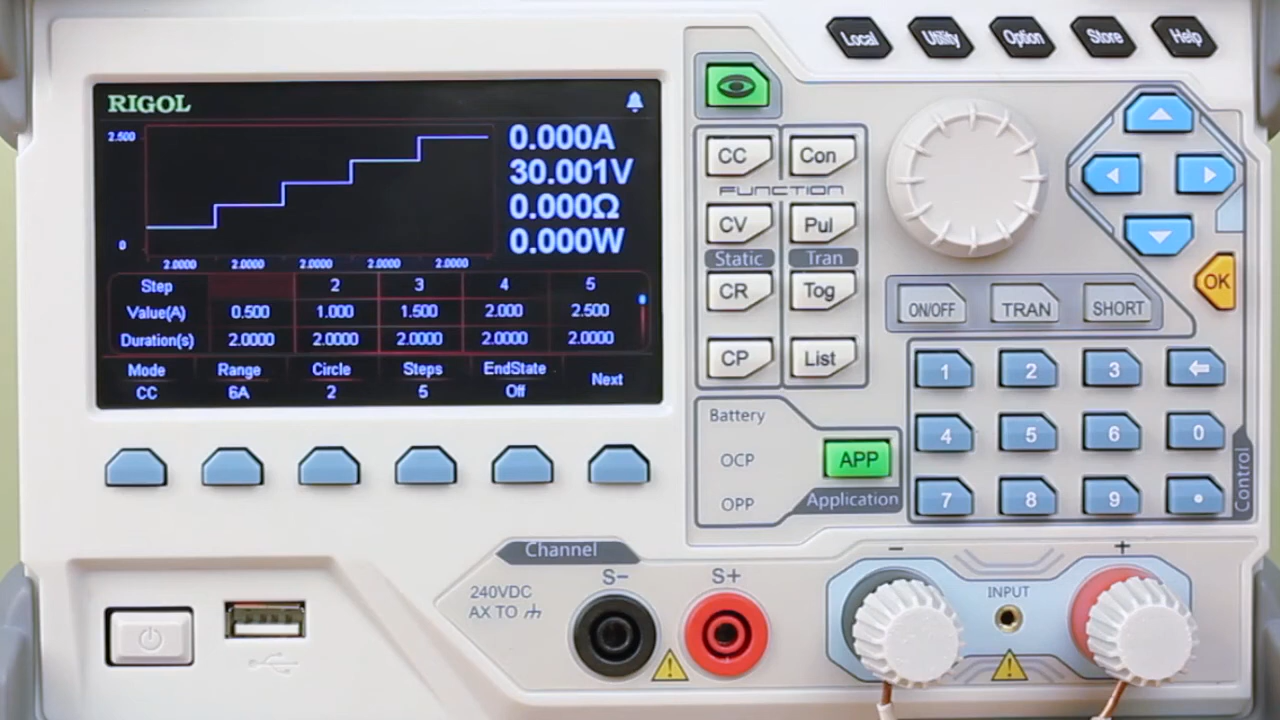 Local Utility Option Store Help
RIGOL
2.500
0
0.000A
30.001V
0.000Ω
0.000W
2.0000 2.0000 2.0000 2.0000 2.0000
Step 2 3 4 5
Value(A) 0.500 1.000 1.500 2.000 2.500
Duration(s) 2.0000 2.0000 2.0000 2.0000 2.0000
Mode Range Circle Steps EndState Next
CC 6A 2 5 Off
CC Con
FUNCTION
CV Pul
Static Tran
CR Tog
CP List
Battery
OCP
OPP
APP
Application
OK
ON/OFF TRAN SHORT
1 2 3
4 5 6 0
7 8 9 .
Control
Channel
240VDC
AX TO
S- S+
- +
INPUT